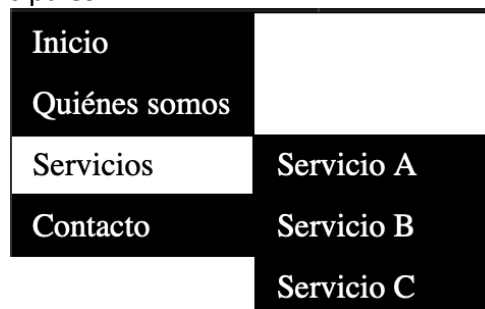 Inicio
Quiénes somos
Servicios
Servicio A
Contacto
Servicio B
Servicio C